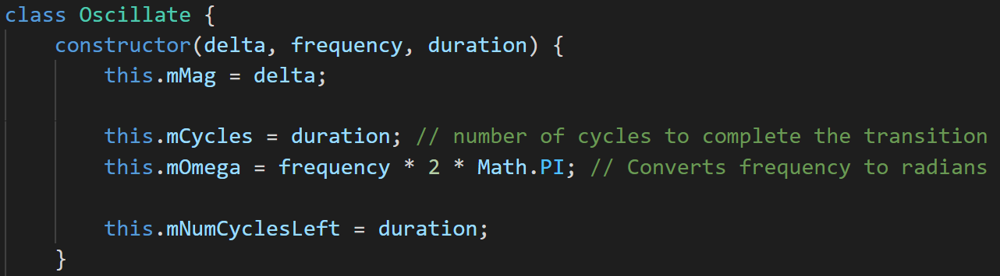 class Oscillate {
    constructor(delta, frequency, duration) {
        this.mMag = delta;

        this.mCycles = duration; // number of cycles to complete the transition
        this.mOmega = frequency * 2 * Math.PI; // Converts frequency to radians

        this.mNumCyclesLeft = duration;
    }